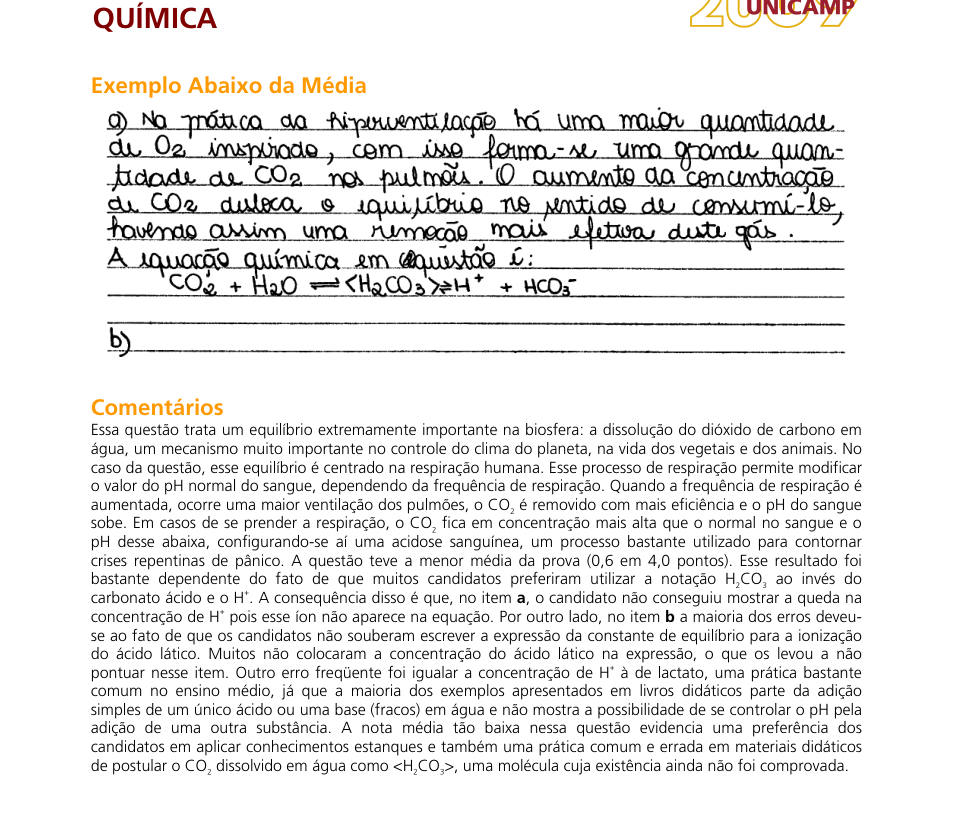 QUÍMICA
2009 UNICAMP
Exemplo Abaixo da Média
a) Na prática da hiperventilação há uma maior quantidade
de O2 inspirado, com isso forma-se uma grande quan-
tidade de CO2 nos pulmões. O aumento da concentração
de CO2 desloca o equilíbrio no sentido de consumí-lo,
havendo assim uma remoção mais efetiva deste gás.
A equação química em questão é:
CO2 + H2O ⇌ <H2CO3> ⇌ H+ + HCO3-
b)
Comentários
Essa questão trata um equilíbrio extremamente importante na biosfera: a dissolução do dióxido de carbono em
água, um mecanismo muito importante no controle do clima do planeta, na vida dos vegetais e dos animais. No
caso da questão, esse equilíbrio é centrado na respiração humana. Esse processo de respiração permite modificar
o valor do pH normal do sangue, dependendo da frequência de respiração. Quando a frequência de respiração é
aumentada, ocorre uma maior ventilação dos pulmões, o CO2 é removido com mais eficiência e o pH do sangue
sobe. Em casos de se prender a respiração, o CO2 fica em concentração mais alta que o normal no sangue e o
pH desse abaixa, configurando-se aí uma acidose sanguínea, um processo bastante utilizado para contornar
crises repentinas de pânico. A questão teve a menor média da prova (0,6 em 4,0 pontos). Esse resultado foi
bastante dependente do fato de que muitos candidatos preferiram utilizar a notação H2CO3 ao invés do
carbonato ácido e o H+. A consequência disso é que, no item a, o candidato não conseguiu mostrar a queda na
concentração de H+ pois esse íon não aparece na equação. Por outro lado, no item b a maioria dos erros deveu-
se ao fato de que os candidatos não souberam escrever a expressão da constante de equilíbrio para a ionização
do ácido lático. Muitos não colocaram a concentração do ácido lático na expressão, o que os levou a não
pontuar nesse item. Outro erro freqüente foi igualar a concentração de H+ à de lactato, uma prática bastante
comum no ensino médio, já que a maioria dos exemplos apresentados em livros didáticos parte da adição
simples de um único ácido ou uma base (fracos) em água e não mostra a possibilidade de se controlar o pH pela
adição de uma outra substância. A nota média tão baixa nessa questão evidencia uma preferência dos
candidatos em aplicar conhecimentos estanques e também uma prática comum e errada em materiais didáticos
de postular o CO2 dissolvido em água como <H2CO3>, uma molécula cuja existência ainda não foi comprovada.